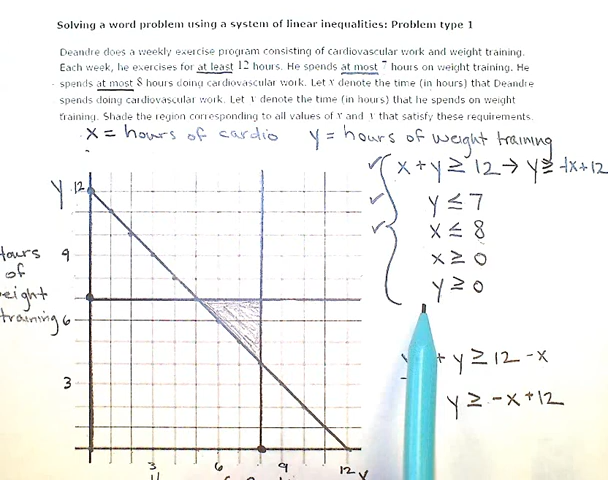 Solving a word problem using a system of linear inequalities: Problem type 1
Deandre does a weekly exercise program consisting of cardiovascular work and weight training.
Each week, he exercises for at least 12 hours. He spends at most 7 hours on weight training. He
spends at most 8 hours doing cardiovascular work. Let x denote the time (in hours) that Deandre
spends doing cardiovascular work. Let y denote the time (in hours) that he spends on weight
training. Shade the region corresponding to all values of x and y that satisfy these requirements.
x = hours of cardio y = hours of weight training
x + y ≥ 12 → y ≥ -1x + 12
y ≤ 7
x ≤ 8
x ≥ 0
y ≥ 0
y 12
9
Hours
of
weight
training 6
3
3 6 9 12 x
+ y ≥ 12 - x
y ≥ -x + 12